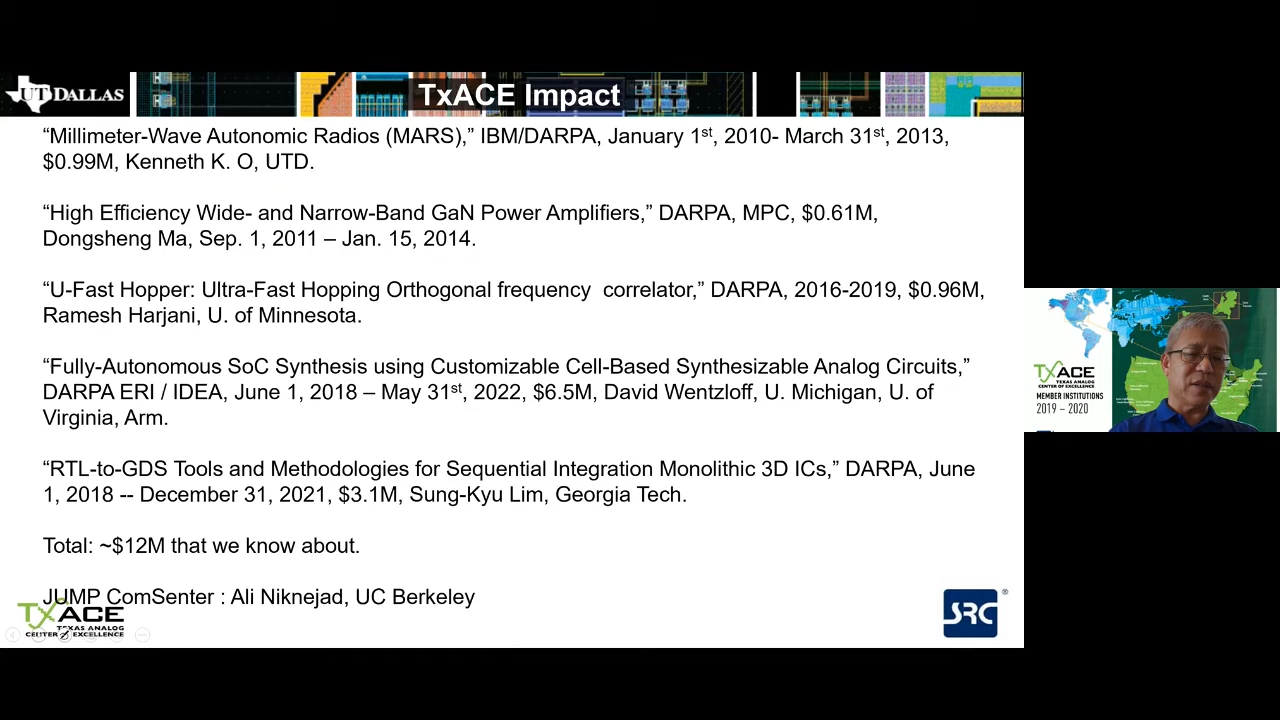 UT DALLAS
TxACE Impact
“Millimeter-Wave Autonomic Radios (MARS),” IBM/DARPA, January 1st, 2010- March 31st, 2013,
$0.99M, Kenneth K. O, UTD.
“High Efficiency Wide- and Narrow-Band GaN Power Amplifiers,” DARPA, MPC, $0.61M,
Dongsheng Ma, Sep. 1, 2011 – Jan. 15, 2014.
“U-Fast Hopper: Ultra-Fast Hopping Orthogonal frequency  correlator,” DARPA, 2016-2019, $0.96M,
Ramesh Harjani, U. of Minnesota.
“Fully-Autonomous SoC Synthesis using Customizable Cell-Based Synthesizable Analog Circuits,”
DARPA ERI / IDEA, June 1, 2018 – May 31st, 2022, $6.5M, David Wentzloff, U. Michigan, U. of
Virginia, Arm.
“RTL-to-GDS Tools and Methodologies for Sequential Integration Monolithic 3D ICs,” DARPA, June
1, 2018 -- December 31, 2021, $3.1M, Sung-Kyu Lim, Georgia Tech.
Total: ~$12M that we know about.
JUMP ComSenter : Ali Niknejad, UC Berkeley
TxACE
TEXAS ANALOG
CENTER OF EXCELLENCE
SRC ®
TxACE
TEXAS ANALOG
CENTER OF EXCELLENCE
MEMBER INSTITUTIONS
2019 – 2020